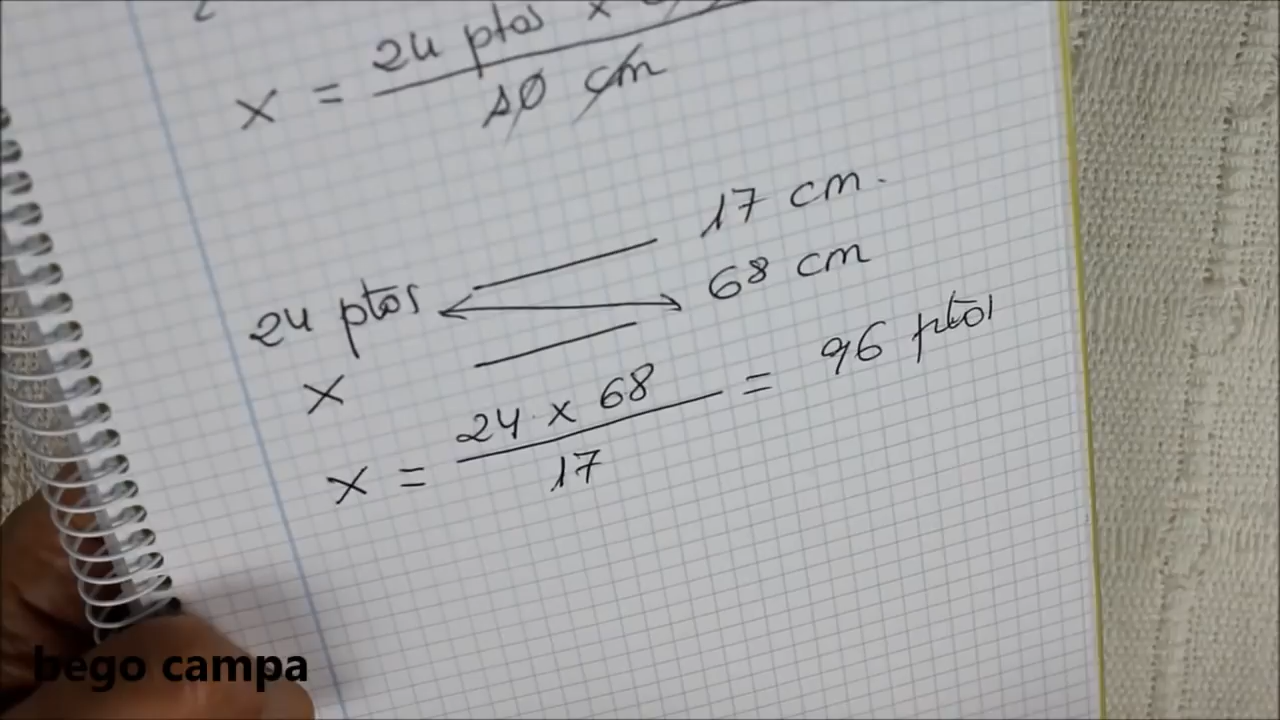 24 ptos x
x =
10 cm
17 cm.
24 ptos
68 cm
x
x = 24 x 68 = 96 ptos
17
bego campa